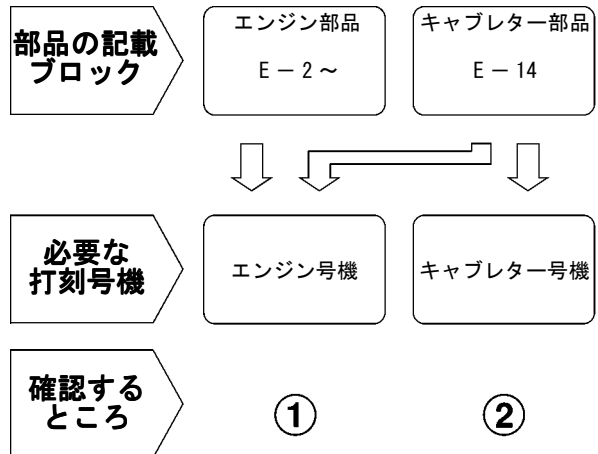 部品の記載
ブロック
エンジン部品
E － 2 ～
キャブレター部品
E － 14
必要な
打刻号機
エンジン号機
キャブレター号機
確認する
ところ
①
②